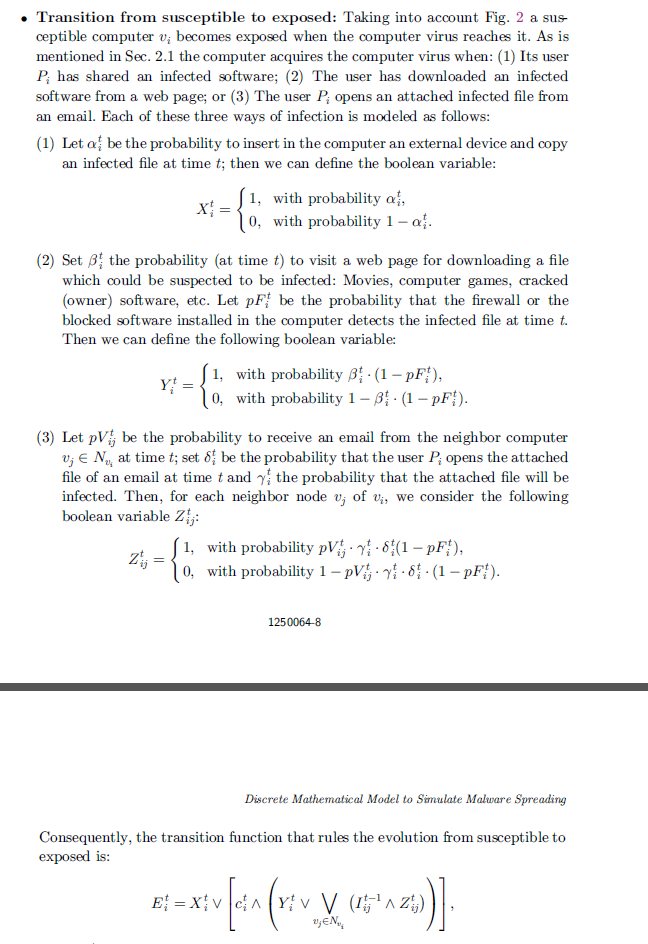 • Transition from susceptible to exposed: Taking into account Fig. 2 a sus-
ceptible computer v_i becomes exposed when the computer virus reaches it. As is
mentioned in Sec. 2.1 the computer acquires the computer virus when: (1) Its user
P_i has shared an infected software; (2) The user has downloaded an infected
software from a web page; or (3) The user P_i opens an attached infected file from
an email. Each of these three ways of infection is modeled as follows:
(1) Let α_i^t be the probability to insert in the computer an external device and copy
an infected file at time t; then we can define the boolean variable:
X_i^t = { 1, with probability α_i^t,
0, with probability 1 − α_i^t.
(2) Set β_i^t the probability (at time t) to visit a web page for downloading a file
which could be suspected to be infected: Movies, computer games, cracked
(owner) software, etc. Let pF_i^t be the probability that the firewall or the
blocked software installed in the computer detects the infected file at time t.
Then we can define the following boolean variable:
Y_i^t = { 1, with probability β_i^t · (1 − pF_i^t),
0, with probability 1 − β_i^t · (1 − pF_i^t).
(3) Let pV_{ij}^t be the probability to receive an email from the neighbor computer
v_j ∈ N_{v_i} at time t; set δ_i^t be the probability that the user P_i opens the attached
file of an email at time t and γ_i^t the probability that the attached file will be
infected. Then, for each neighbor node v_j of v_i, we consider the following
boolean variable Z_{ij}^t:
Z_{ij}^t = { 1, with probability pV_{ij}^t · γ_i^t · δ_i^t(1 − pF_i^t),
0, with probability 1 − pV_{ij}^t · γ_i^t · δ_i^t · (1 − pF_i^t).
1250064-8
Discrete Mathematical Model to Simulate Malware Spreading
Consequently, the transition function that rules the evolution from susceptible to
exposed is:
E_i^t = X_i^t ∨ [c_i^t ∧ (Y_i^t ∨ ⋁_{v_j∈N_{v_i}} (I_{ij}^{t−1} ∧ Z_{ij}^t))],